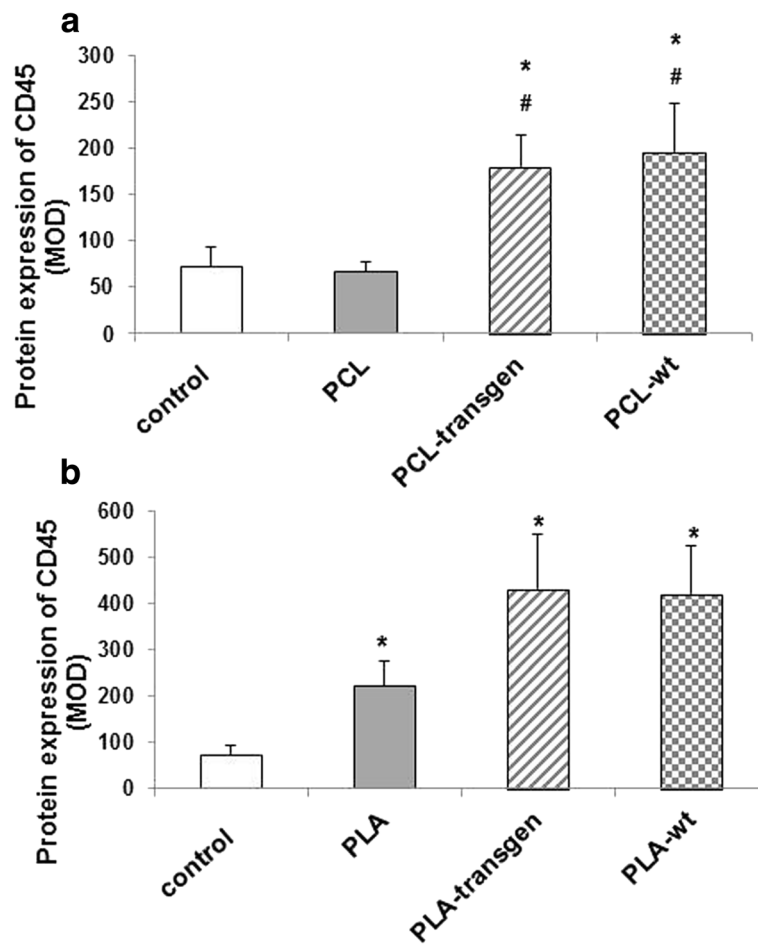 a
Protein expression of CD45
(MOD)
300
250
200
150
100
50
0
*
#
*
#
control
PCL
PCL-transgen
PCL-wt
b
Protein expression of CD45
(MOD)
600
500
400
300
200
100
0
*
*
*
control
PLA
PLA-transgen
PLA-wt